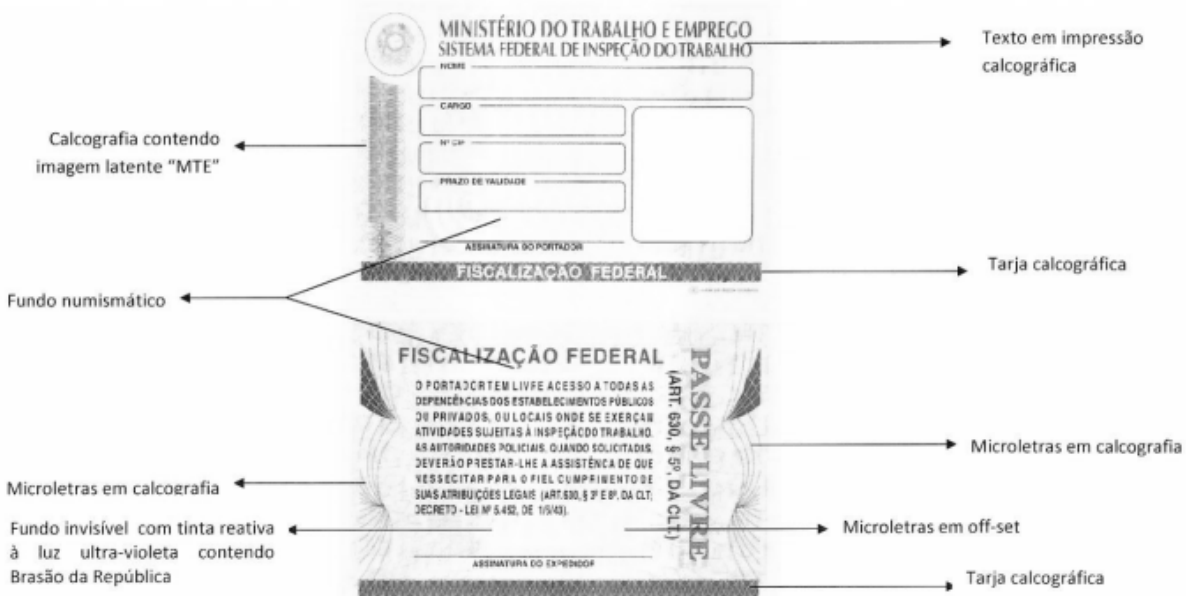 MINISTÉRIO DO TRABALHO E EMPREGO
SISTEMA FEDERAL DE INSPEÇÃO DO TRABALHO
NOME
CARGO
Nº CIF
PRAZO DE VALIDADE
ASSINATURA DO PORTADOR
FISCALIZAÇÃO FEDERAL
Texto em impressão
calcográfica
Calcografia contendo
imagem latente "MTE"
Tarja calcográfica
Fundo numismático
FISCALIZAÇÃO FEDERAL
O PORTADOR TEM LIVRE ACESSO A TODAS AS
DEPENDÊNCIAS DOS ESTABELECIMENTOS PÚBLICOS
OU PRIVADOS, OU LOCAIS ONDE SE EXERÇAM
ATIVIDADES SUJEITAS À INSPEÇÃO DO TRABALHO.
AS AUTORIDADES POLICIAIS, QUANDO SOLICITADAS,
DEVERÃO PRESTAR-LHE A ASSISTÊNCA DE QUE
NESSECITAR PARA O FIEL CUMPRIMENTO DE
SUAS ATRIBUIÇÕES LEGAIS (ART.630, § 3º E 8º, DA CLT;
DECRETO - LEI Nº 5.452, DE 1/5/43).
ASSINATURA DO EXPEDIDOR
PASSE LIVRE
(ART. 630, § 5º, DA CLT.)
Microletras em calcografia
Microletras em calcografia
Fundo invisível com tinta reativa
à luz ultra-violeta contendo
Brasão da República
Microletras em off-set
Tarja calcográfica